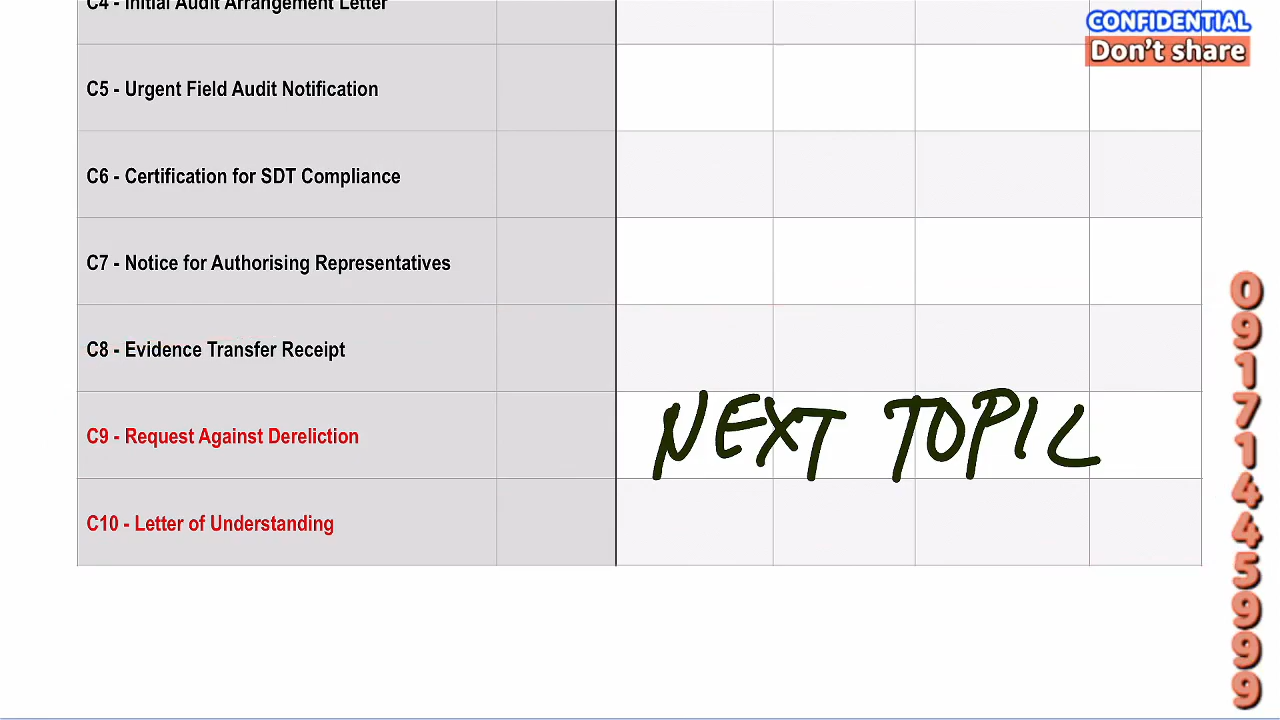 C4 - Initial Audit Arrangement Letter
CONFIDENTIAL
Don't share
C5 - Urgent Field Audit Notification
C6 - Certification for SDT Compliance
C7 - Notice for Authorising Representatives
C8 - Evidence Transfer Receipt
C9 - Request Against Dereliction
NEXT TOPIC
C10 - Letter of Understanding
09171445999